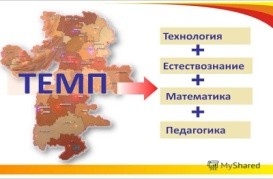 ТЕМП
Технология
+
Естествознание
+
Математика
+
Педагогика
MyShared